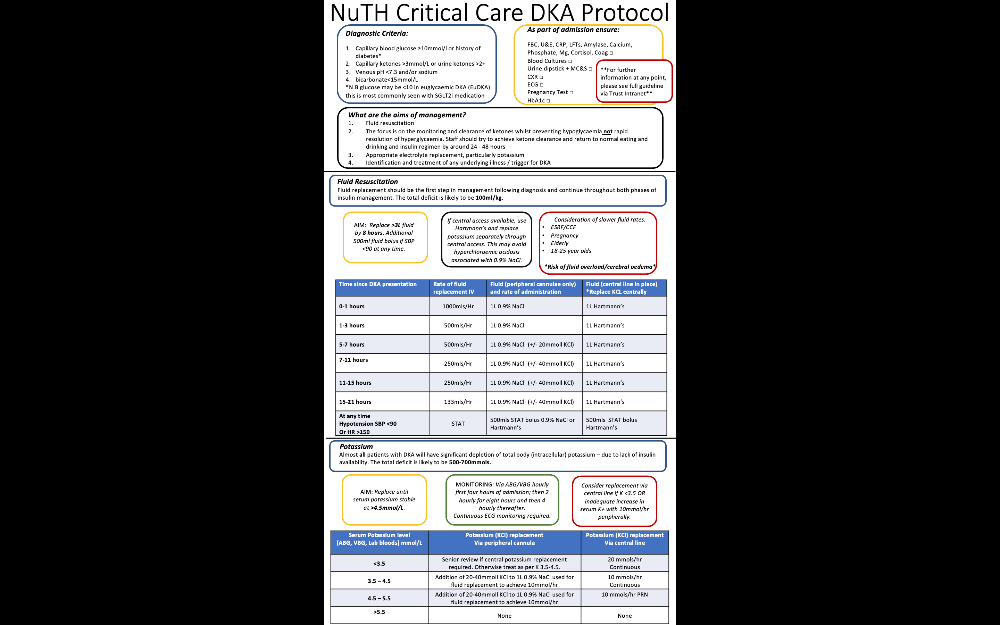 NuTH Critical Care DKA Protocol
Diagnostic Criteria:
1. Capillary blood glucose ≥10mmol/l or history of
diabetes*
2. Capillary ketones >3mmol/L or urine ketones >2+
3. Venous pH <7.3 and/or sodium
4. bicarbonate<15mmol/L
*N.B glucose may be <10 in euglycaemic DKA (EuDKA)
this is most commonly seen with SGLT2i medication
As part of admission ensure:
FBC, U&E, CRP, LFTs, Amylase, Calcium,
Phosphate, Mg, Cortisol, Coag □
Blood Cultures □
Urine dipstick + MC&S □
CXR □
ECG □
Pregnancy Test □
HbA1c □
**For further
information at any point,
please see full guideline
via Trust Intranet**
What are the aims of management?
1. Fluid resuscitation
2. The focus is on the monitoring and clearance of ketones whilst preventing hypoglycaemia not rapid
resolution of hyperglycaemia. Staff should try to achieve ketone clearance and return to normal eating and
drinking and insulin regimen by around 24 - 48 hours
3. Appropriate electrolyte replacement, particularly potassium
4. Identification and treatment of any underlying illness / trigger for DKA
Fluid Resuscitation
Fluid replacement should be the first step in management following diagnosis and continue throughout both phases of
insulin management. The total deficit is likely to be 100ml/kg.
AIM: Replace >3L fluid
by 8 hours. Additional
500ml fluid bolus if SBP
<90 at any time.
If central access available, use
Hartmann's and replace
potassium separately through
central access. This may avoid
hyperchloraemic acidosis
associated with 0.9% NaCl.
Consideration of slower fluid rates:
• ESRF/CCF
• Pregnancy
• Elderly
• 18-25 year olds
*Risk of fluid overload/cerebral oedema*
Time since DKA presentation
Rate of fluid
replacement IV
Fluid (peripheral cannulae only)
and rate of administration
Fluid (central line in place)
*Replace KCL centrally
0-1 hours 1000mls/Hr 1L 0.9% NaCl 1L Hartmann's
1-3 hours 500mls/Hr 1L 0.9% NaCl 1L Hartmann's
5-7 hours 500mls/Hr 1L 0.9% NaCl (+/- 20mmoll KCl) 1L Hartmann's
7-11 hours 250mls/Hr 1L 0.9% NaCl (+/- 40mmoll KCl) 1L Hartmann's
11-15 hours 250mls/Hr 1L 0.9% NaCl (+/- 40mmoll KCl) 1L Hartmann's
15-21 hours 133mls/Hr 1L 0.9% NaCl (+/- 40mmoll KCl) 1L Hartmann's
At any time
Hypotension SBP <90
Or HR >150
STAT
500mls STAT bolus 0.9% NaCl or
Hartmann's
500mls STAT bolus
Hartmann's
Potassium
Almost all patients with DKA will have significant depletion of total body (intracellular) potassium – due to lack of insulin
availability. The total deficit is likely to be 500-700mmols.
AIM: Replace until
serum potassium stable
at >4.5mmol/L.
MONITORING: Via ABG/VBG hourly
first four hours of admission; then 2
hourly for eight hours and then 4
hourly thereafter.
Continuous ECG monitoring required.
Consider replacement via
central line if K <3.5 OR
inadequate increase in
serum K+ with 10mmol/hr
peripherally.
Serum Potassium level
(ABG, VBG, Lab bloods) mmol/L
Potassium (KCl) replacement
Via peripheral cannula
Potassium (KCl) replacement
Via central line
<3.5
Senior review if central potassium replacement
required. Otherwise treat as per K 3.5-4.5.
20 mmols/hr
Continuous
3.5 – 4.5
Addition of 20-40mmoll KCl to 1L 0.9% NaCl used for
fluid replacement to achieve 10mmol/hr
10 mmols/hr
Continuous
4.5 – 5.5
Addition of 20-40mmoll KCl to 1L 0.9% NaCl used for
fluid replacement to achieve 10mmol/hr
10 mmols/hr PRN
>5.5
None
None